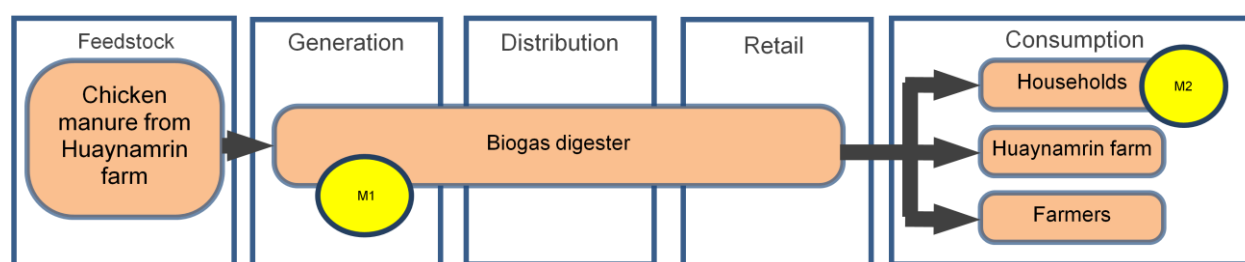 Feedstock
Generation
Distribution
Retail
Consumption
Chicken
manure from
Huaynamrin
farm
Biogas digester
M1
Households
M2
Huaynamrin farm
Farmers